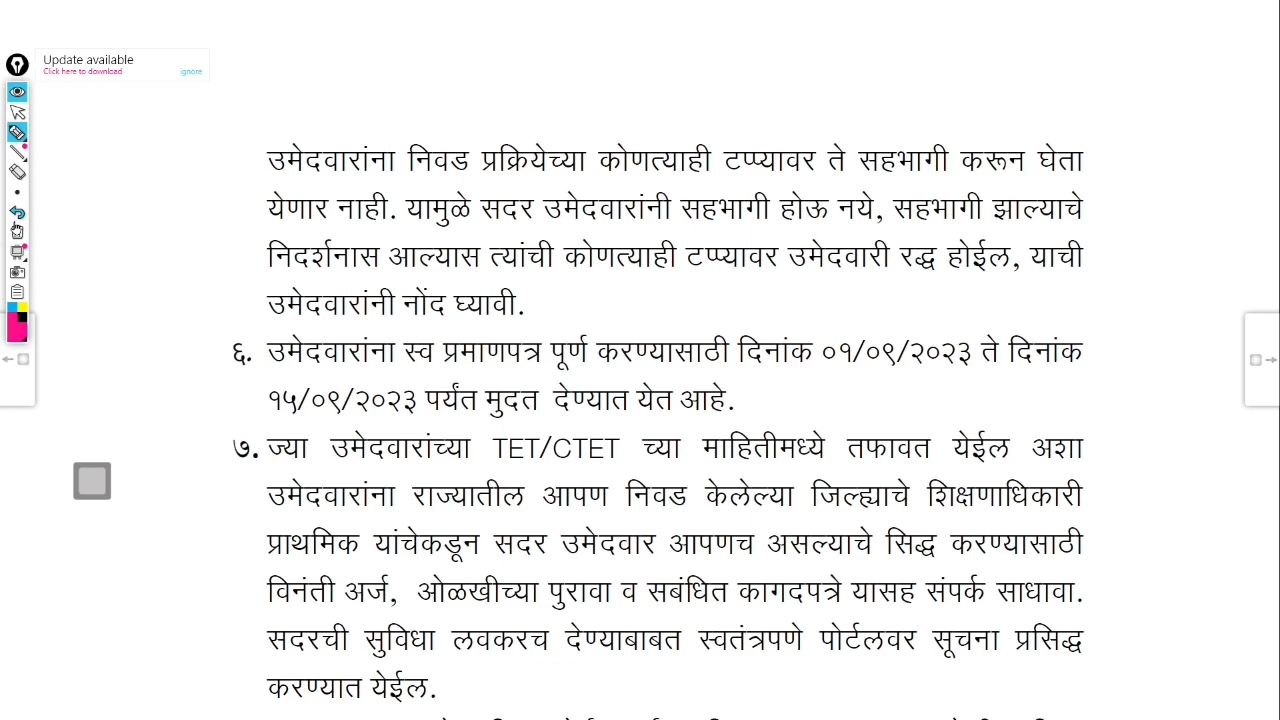 Update available
Click here to download ignore
उमेदवारांना निवड प्रक्रियेच्या कोणत्याही टप्प्यावर ते सहभागी करून घेता
येणार नाही. यामुळे सदर उमेदवारांनी सहभागी होऊ नये, सहभागी झाल्याचे
निदर्शनास आल्यास त्यांची कोणत्याही टप्प्यावर उमेदवारी रद्ध होईल, याची
उमेदवारांनी नोंद घ्यावी.
६. उमेदवारांना स्व प्रमाणपत्र पूर्ण करण्यासाठी दिनांक ०१/०९/२०२३ ते दिनांक
१५/०९/२०२३ पर्यंत मुदत देण्यात येत आहे.
७. ज्या उमेदवारांच्या TET/CTET च्या माहितीमध्ये तफावत येईल अशा
उमेदवारांना राज्यातील आपण निवड केलेल्या जिल्ह्याचे शिक्षणाधिकारी
प्राथमिक यांचेकडून सदर उमेदवार आपणच असल्याचे सिद्ध करण्यासाठी
विनंती अर्ज, ओळखीच्या पुरावा व सबंधित कागदपत्रे यासह संपर्क साधावा.
सदरची सुविधा लवकरच देण्याबाबत स्वतंत्रपणे पोर्टलवर सूचना प्रसिद्ध
करण्यात येईल.